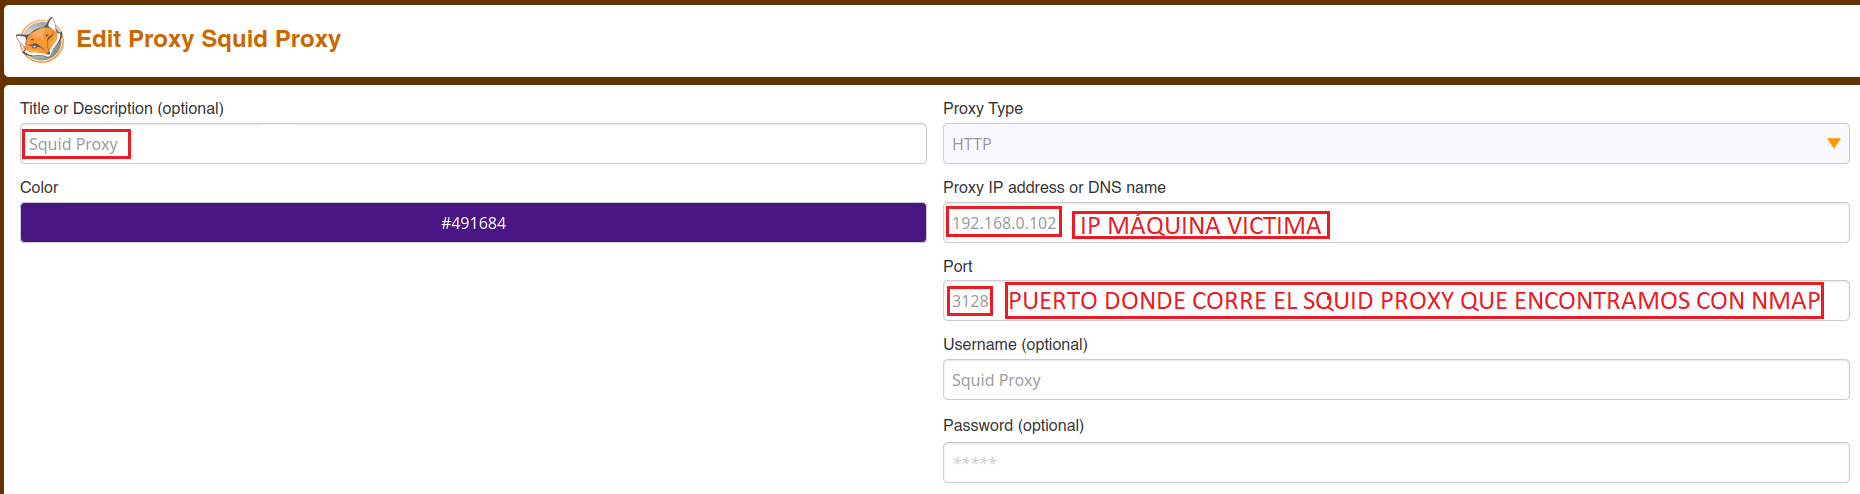 Edit Proxy Squid Proxy
Title or Description (optional)
Squid Proxy
Color
#491684
Proxy Type
HTTP
Proxy IP address or DNS name
192.168.0.102 IP MÁQUINA VICTIMA
Port
3128 PUERTO DONDE CORRE EL SQUID PROXY QUE ENCONTRAMOS CON NMAP
Username (optional)
Squid Proxy
Password (optional)
*****